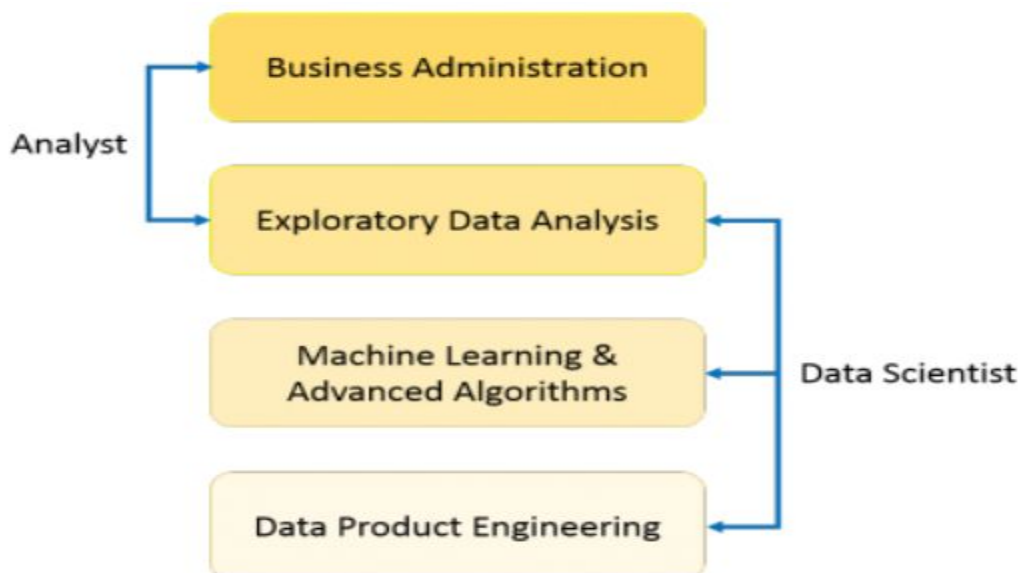 Business Administration
Analyst
Exploratory Data Analysis
Machine Learning &
Advanced Algorithms
Data Scientist
Data Product Engineering